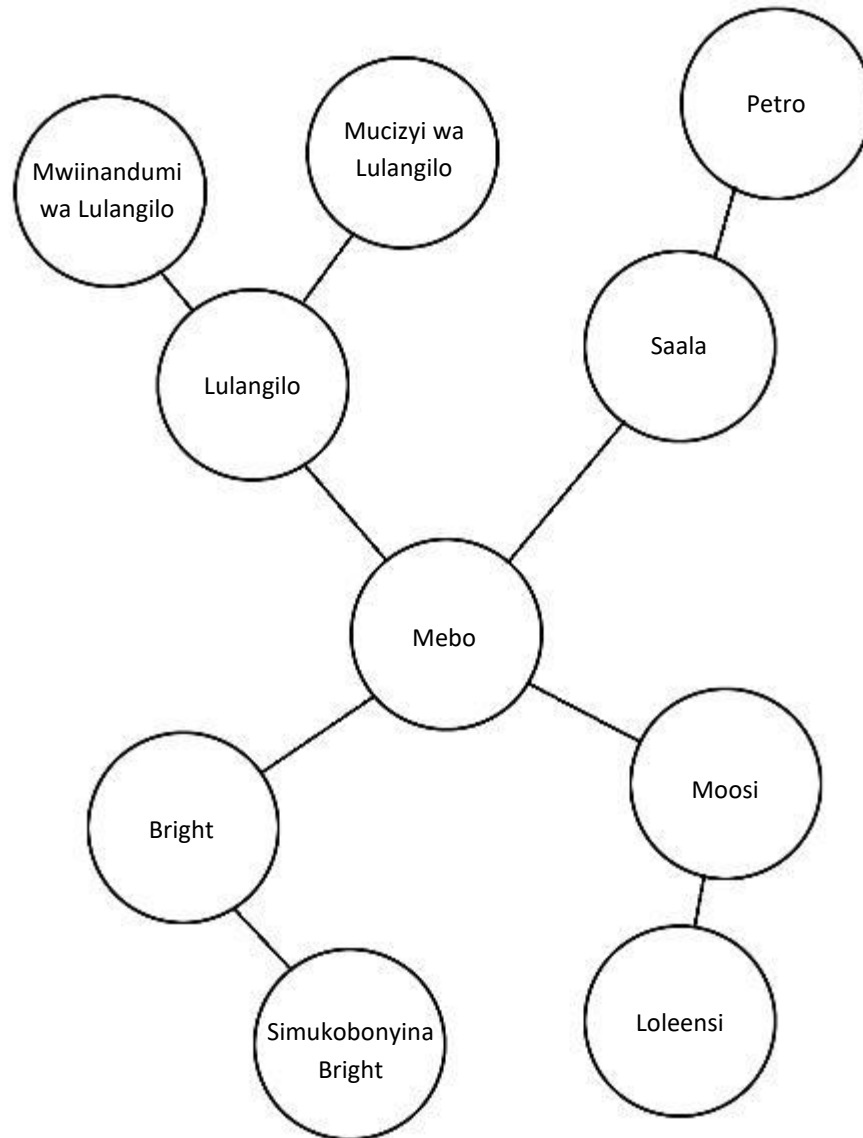 Petro
Mucizyi wa
Lulangilo
Mwiinandumi
wa Lulangilo
Saala
Lulangilo
Mebo
Moosi
Bright
Loleensi
Simukobonyina
Bright